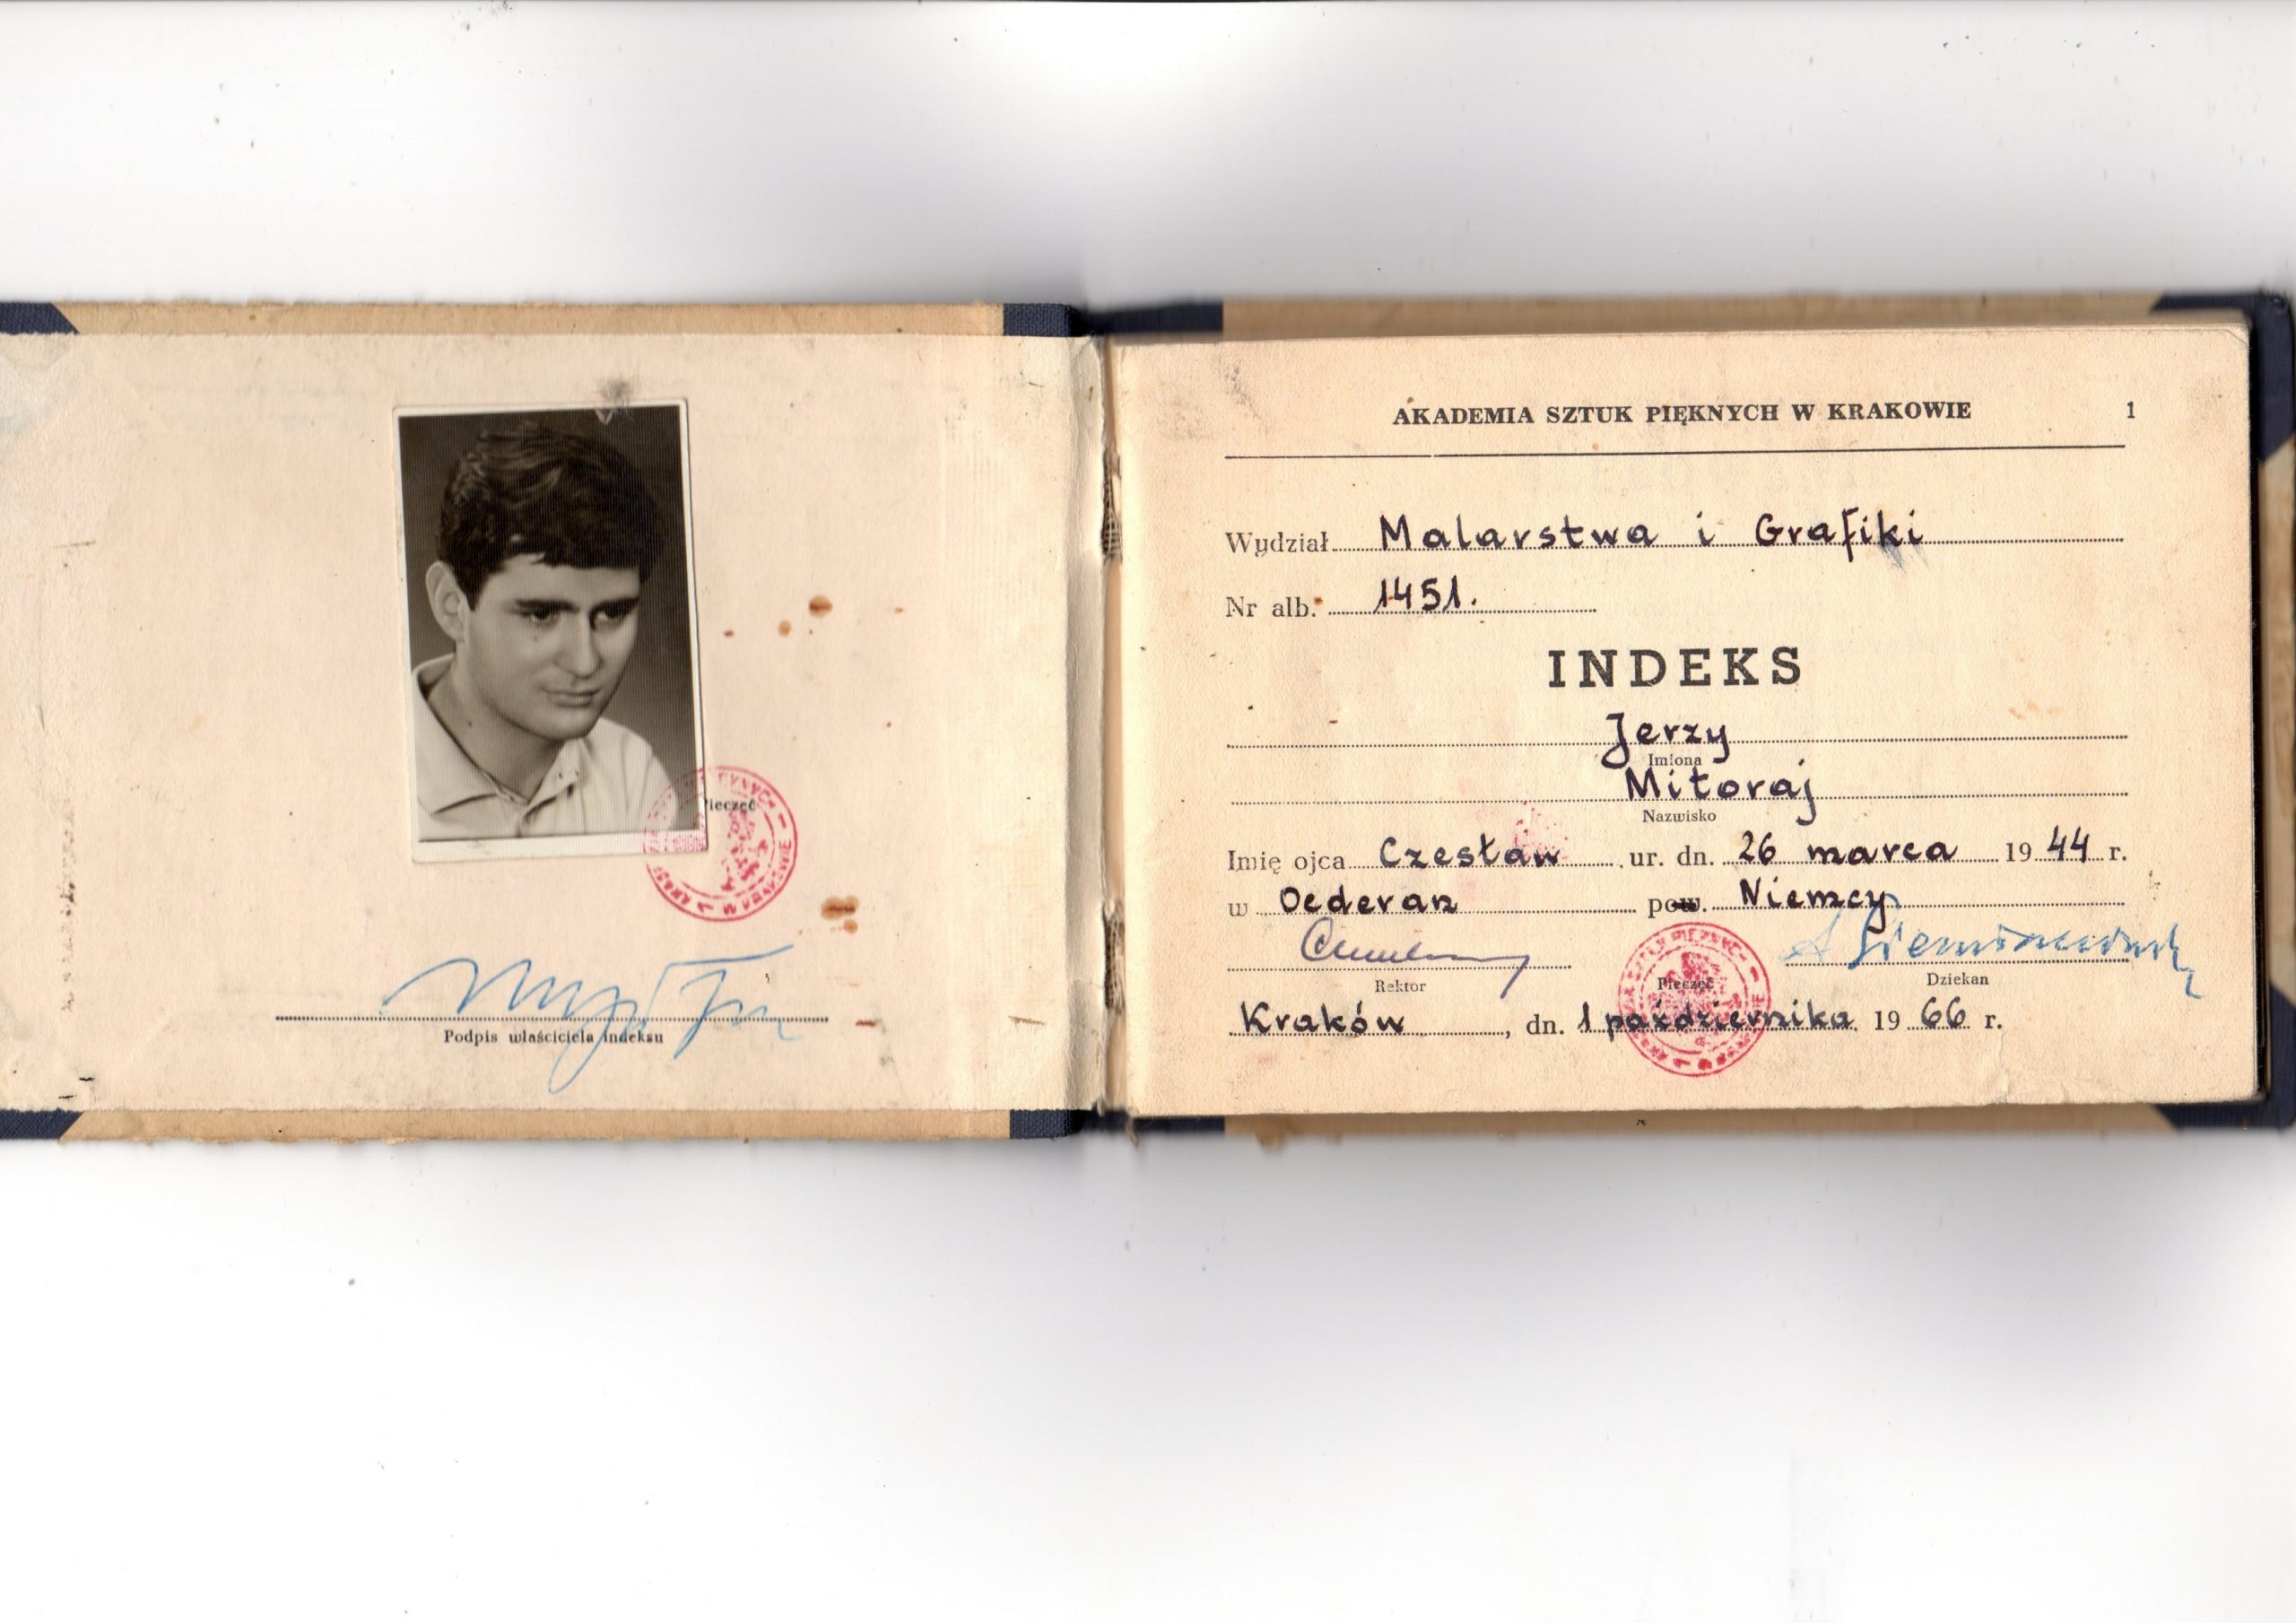 Pieczęć
Podpis właściciela indeksu
AKADEMIA SZTUK PIĘKNYCH W KRAKOWIE 1
Wydział Malarstwa i Grafiki
Nr alb. 1451.
INDEKS
Jerzy
Imiona
Mitoraj
Nazwisko
Imię ojca Czesław ur. dn. 26 marca 1944 r.
w Oederan pow. Niemcy
Rektor Pieczęć Dziekan
Kraków, dn. 1 października 1966 r.